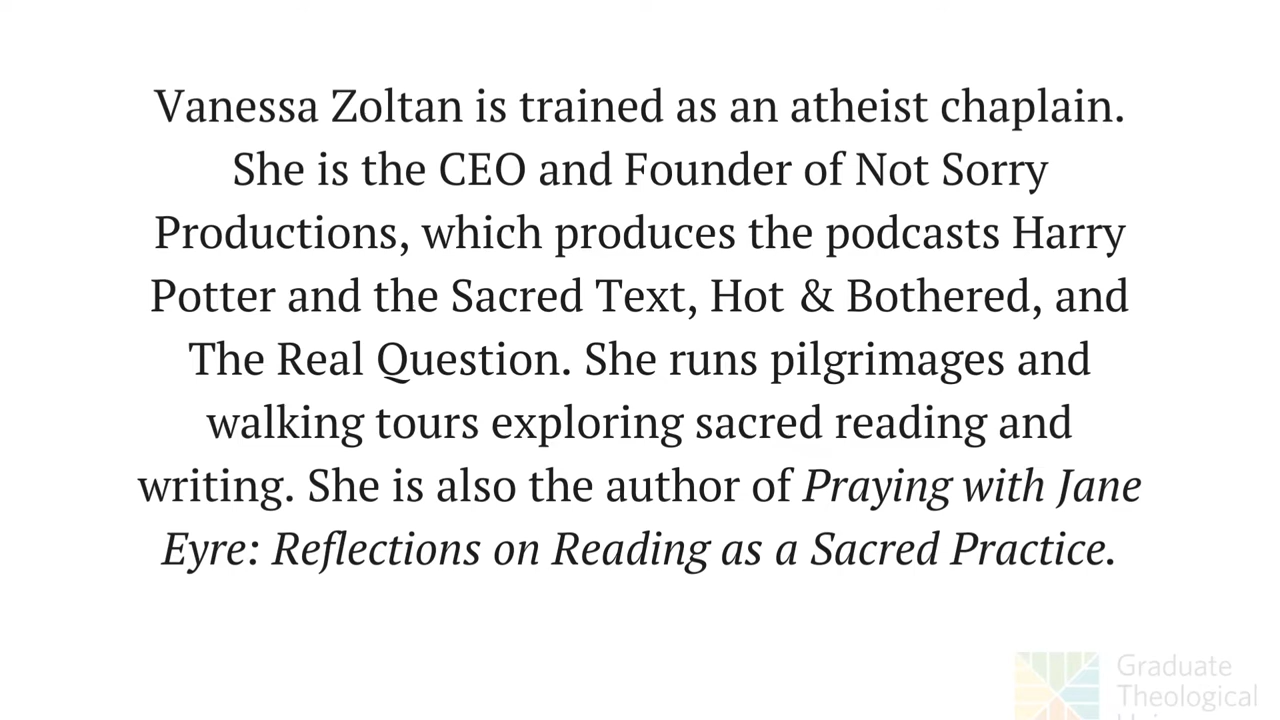 Vanessa Zoltan is trained as an atheist chaplain.
She is the CEO and Founder of Not Sorry
Productions, which produces the podcasts Harry
Potter and the Sacred Text, Hot & Bothered, and
The Real Question. She runs pilgrimages and
walking tours exploring sacred reading and
writing. She is also the author of Praying with Jane
Eyre: Reflections on Reading as a Sacred Practice.
Graduate
Theological